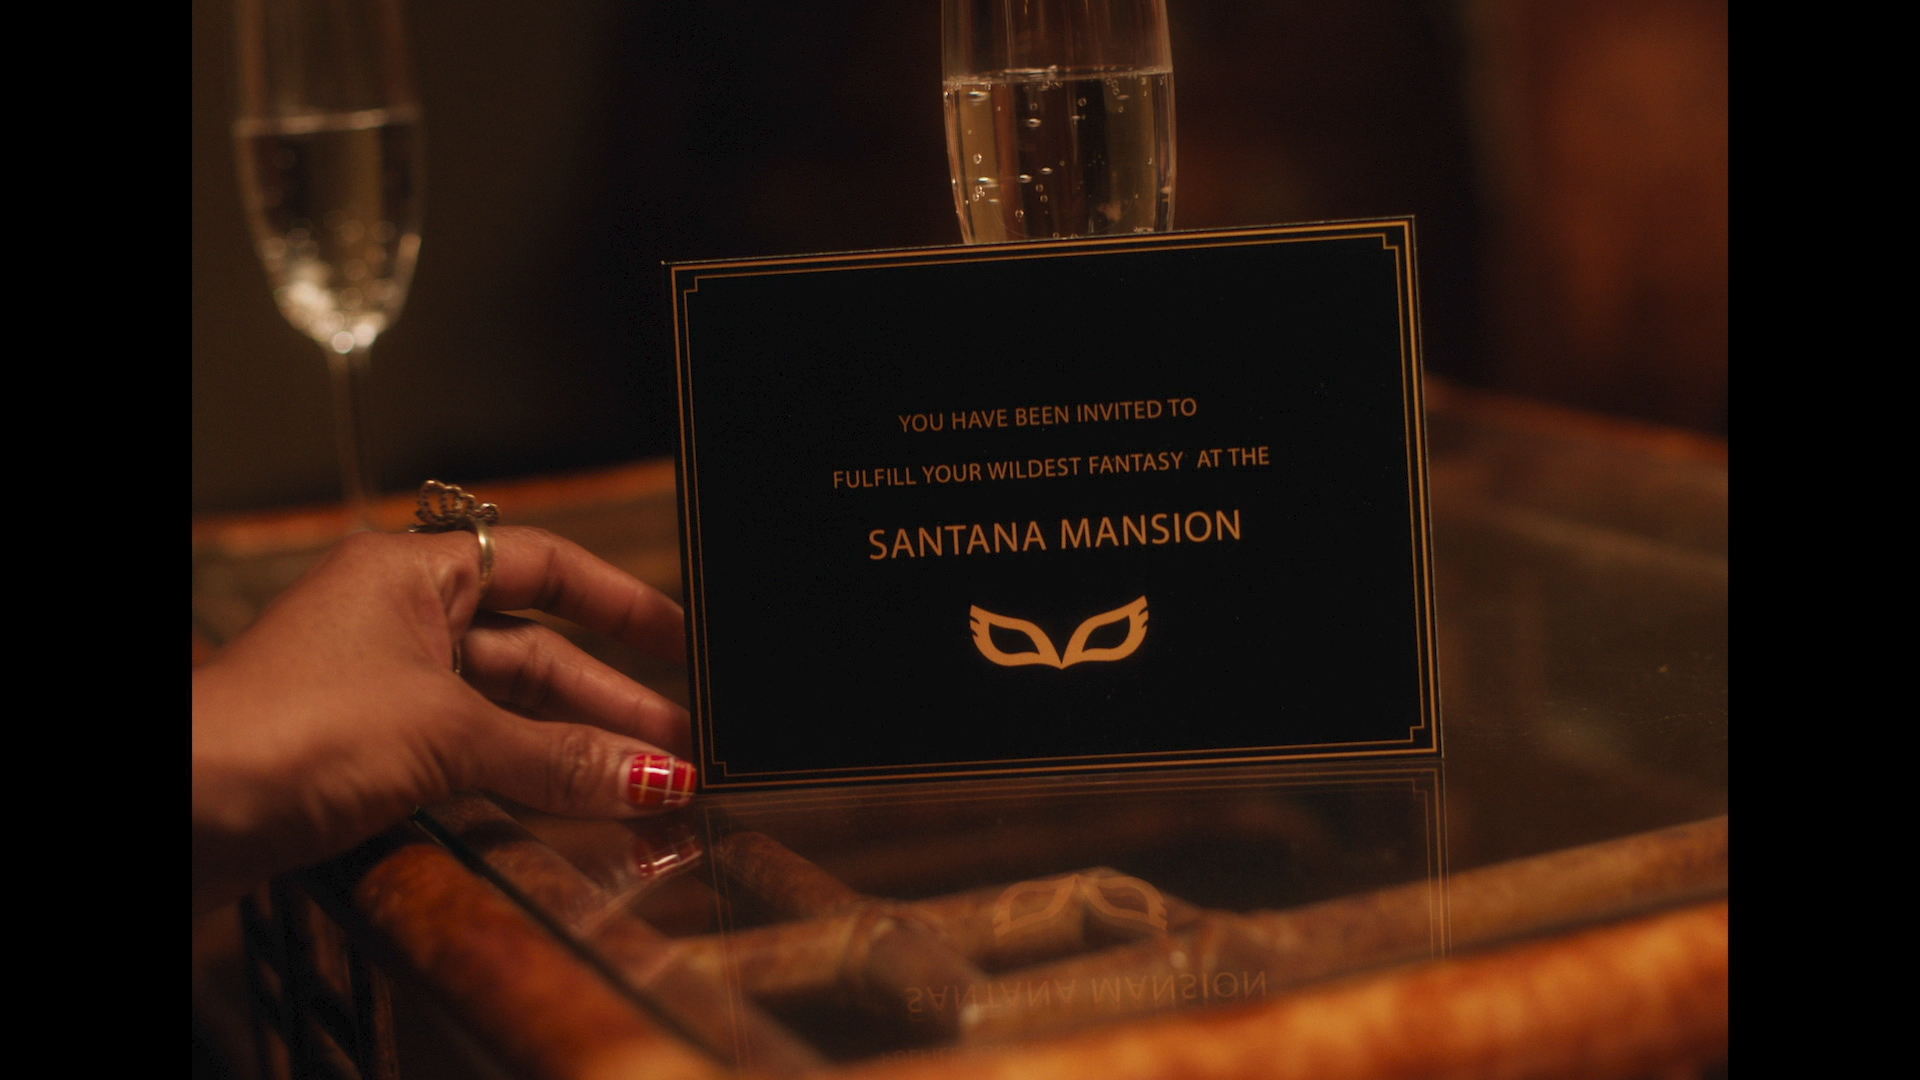 YOU HAVE BEEN INVITED TO
FULFILL YOUR WILDEST FANTASY AT THE
SANTANA MANSION